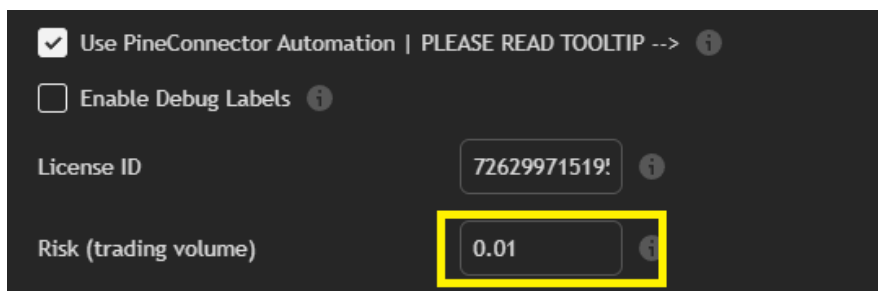 Use PineConnector Automation | PLEASE READ TOOLTIP -->
Enable Debug Labels
License ID 72629971519
Risk (trading volume) 0.01